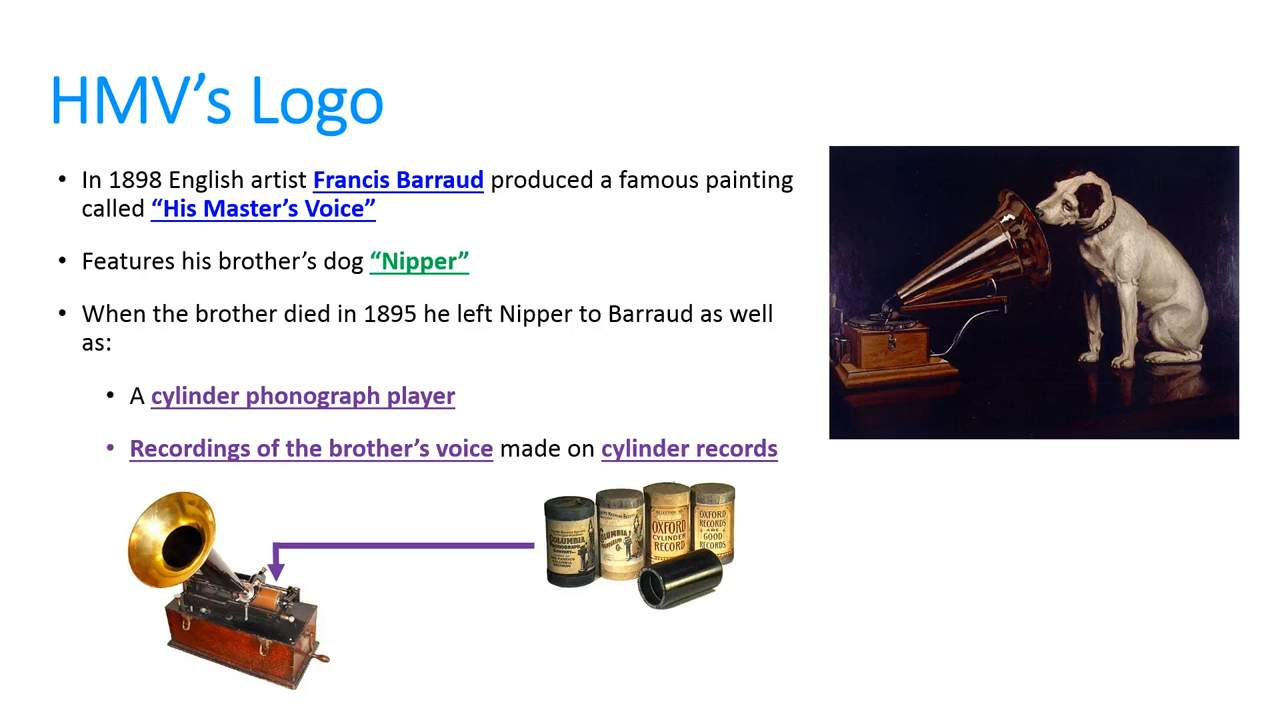 HMV’s Logo
• In 1898 English artist Francis Barraud produced a famous painting
called “His Master’s Voice”
• Features his brother’s dog “Nipper”
• When the brother died in 1895 he left Nipper to Barraud as well
as:
• A cylinder phonograph player
• Recordings of the brother’s voice made on cylinder records
COLUMBIA
OXFORD
CYLINDER
RECORD
OXFORD
RECORDS
ARE
GOOD
RECORDS